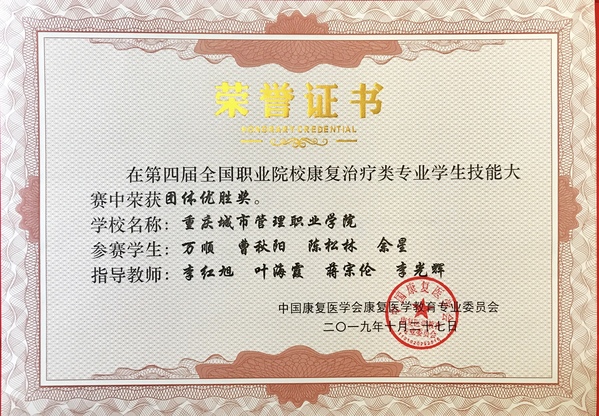 荣誉证书
HONORARY CREDENTIAL
在第四届全国职业院校康复治疗类专业学生技能大
赛中荣获团体优胜奖。
学校名称：重庆城市管理职业学院
参赛学生：万顺 曹秋阳 陈松林 余星
指导教师：李红旭 叶海霞 蒋宗伦 李光辉
中国康复医学会康复医学教育专业委员会
二〇一九年十月 七日